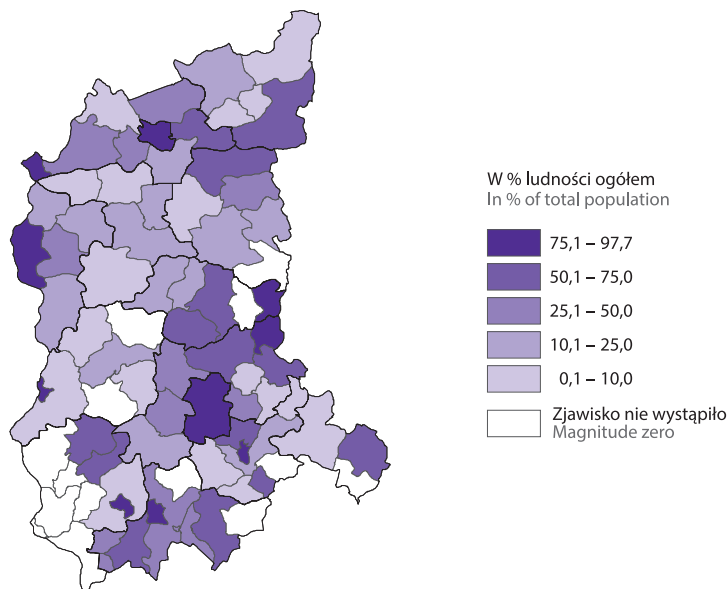 W % ludności ogółem
In % of total population
75,1 – 97,7
50,1 – 75,0
25,1 – 50,0
10,1 – 25,0
0,1 – 10,0
Zjawisko nie wystąpiło
Magnitude zero